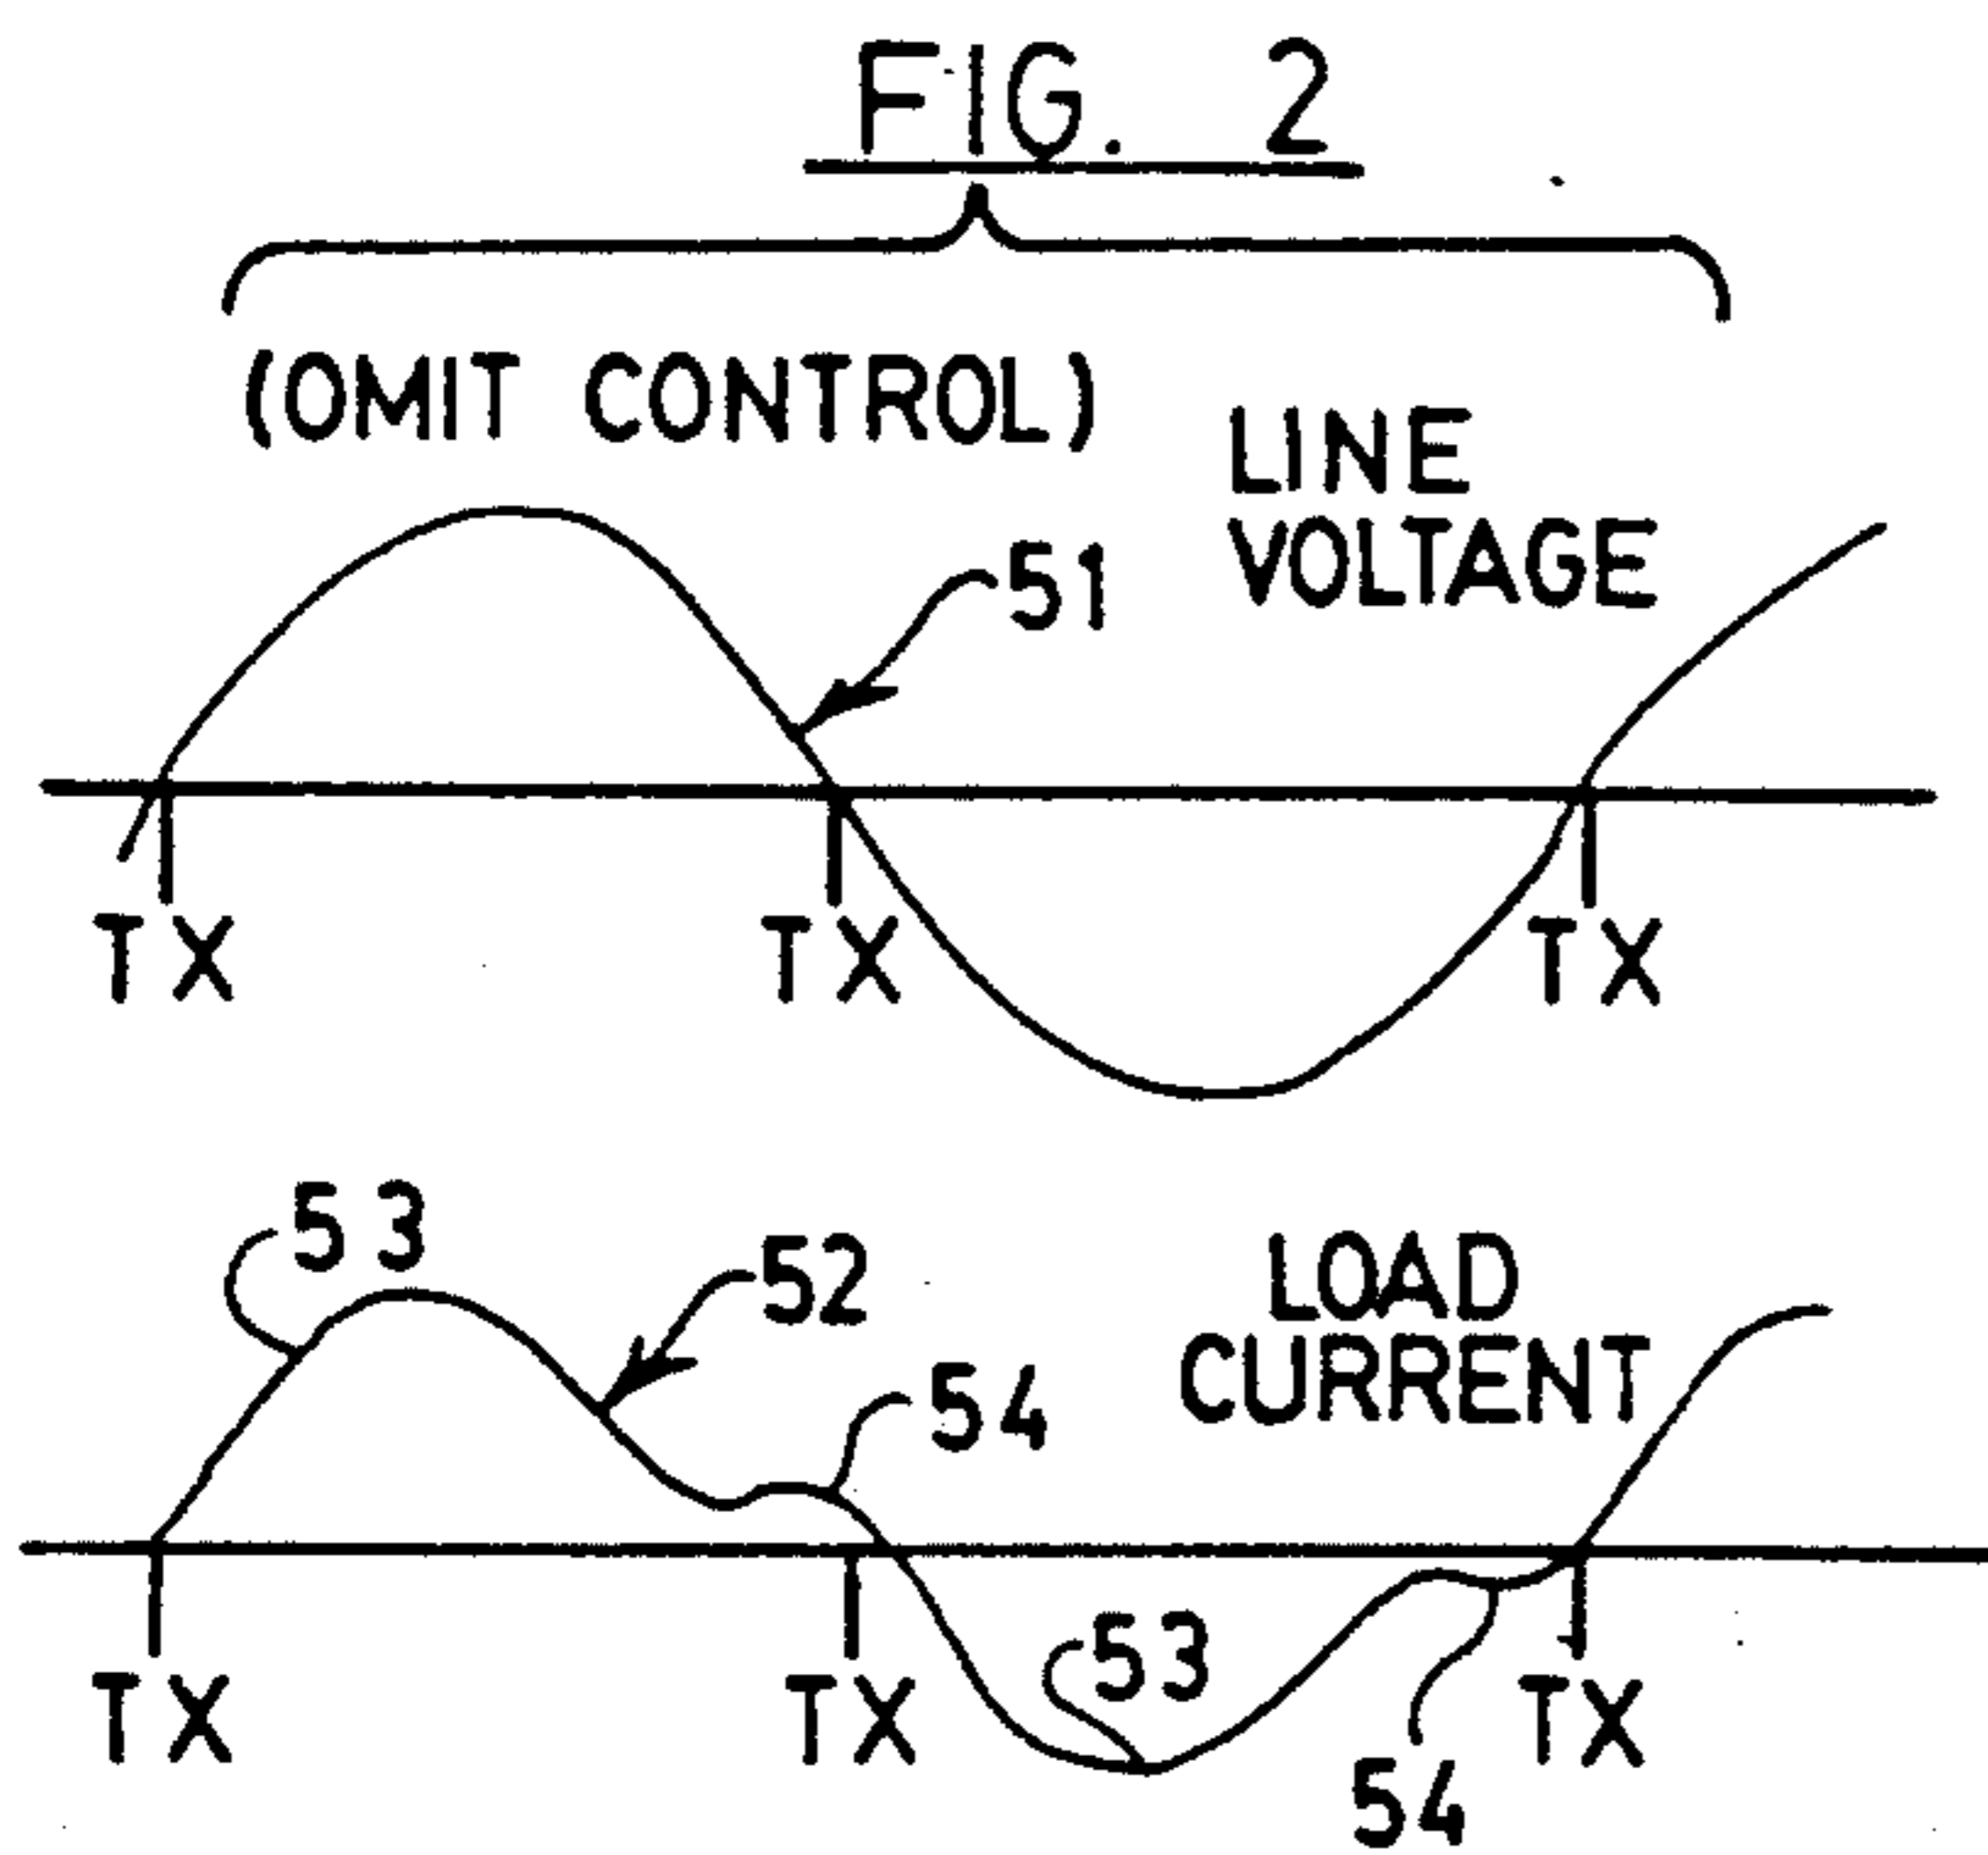 FIG. 2
(OMIT CONTROL)
LINE
VOLTAGE
51
TX TX TX
53
52
54
LOAD
CURRENT
53
TX TX TX
54